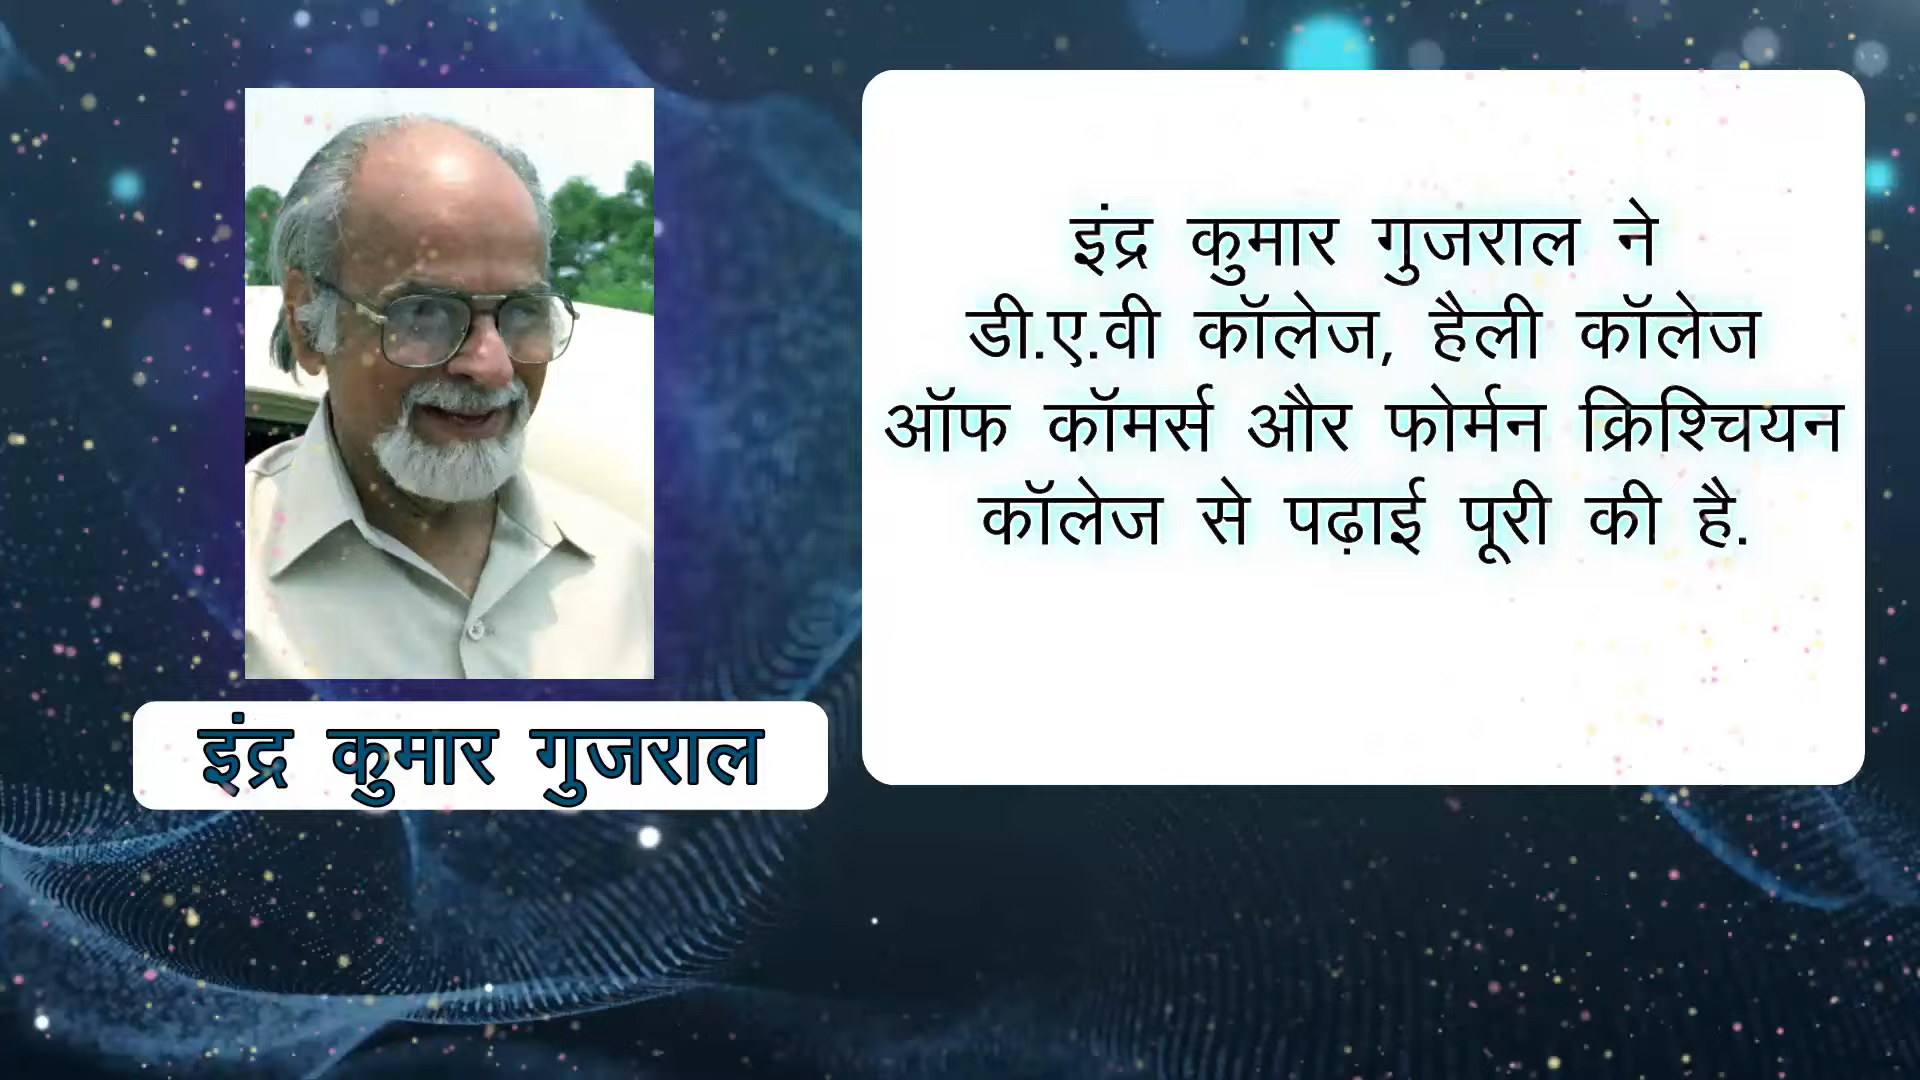 इंद्र कुमार गुजराल ने
डी.ए.वी कॉलेज, हैली कॉलेज
ऑफ कॉमर्स और फोर्मन क्रिश्चियन
कॉलेज से पढ़ाई पूरी की है.
इंद्र कुमार गुजराल